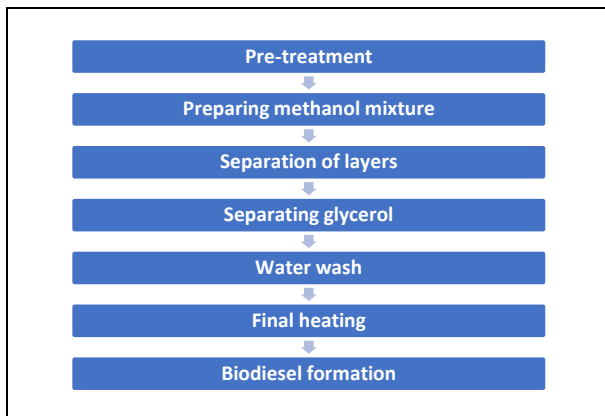 Pre-treatment
Preparing methanol mixture
Separation of layers
Separating glycerol
Water wash
Final heating
Biodiesel formation